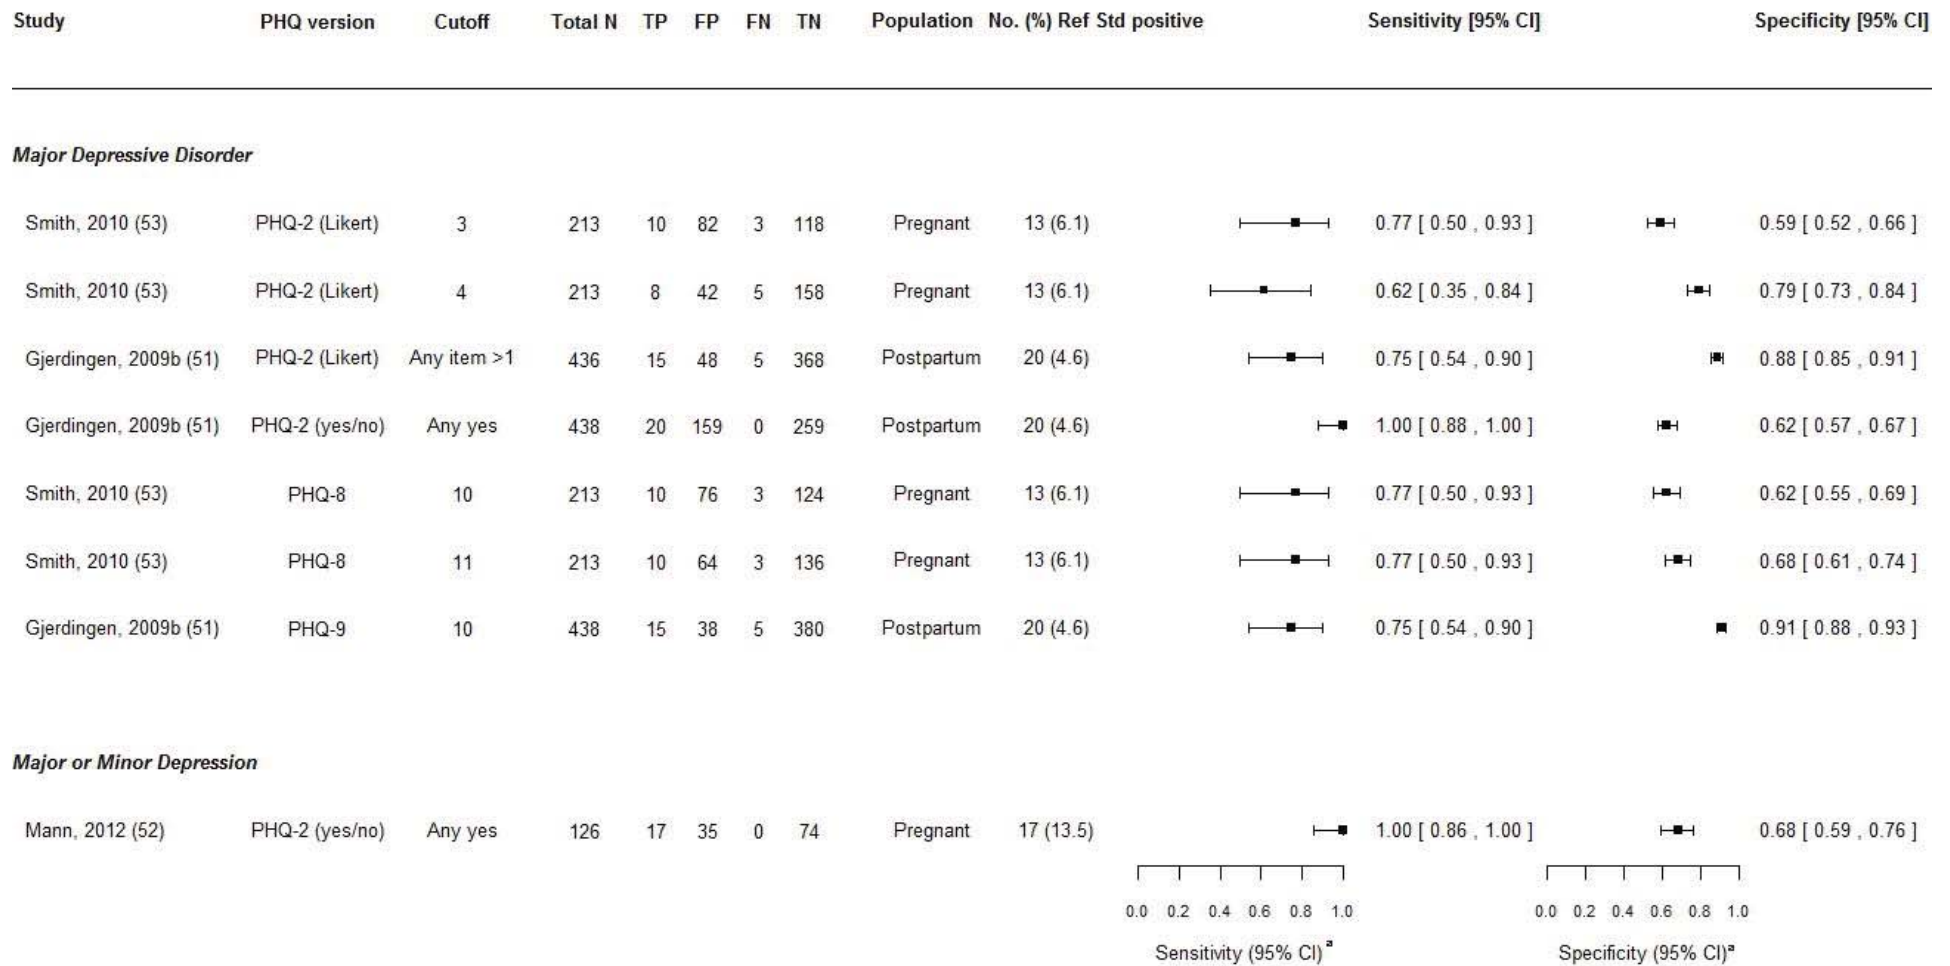 Study PHQ version Cutoff Total N TP FP FN TN Population No. (%) Ref Std positive Sensitivity [95% CI] Specificity [95% CI]
Major Depressive Disorder
Smith, 2010 (53) PHQ-2 (Likert) 3 213 10 82 3 118 Pregnant 13 (6.1) 0.77 [ 0.50 , 0.93 ] 0.59 [ 0.52 , 0.66 ]
Smith, 2010 (53) PHQ-2 (Likert) 4 213 8 42 5 158 Pregnant 13 (6.1) 0.62 [ 0.35 , 0.84 ] 0.79 [ 0.73 , 0.84 ]
Gjerdingen, 2009b (51) PHQ-2 (Likert) Any item >1 436 15 48 5 368 Postpartum 20 (4.6) 0.75 [ 0.54 , 0.90 ] 0.88 [ 0.85 , 0.91 ]
Gjerdingen, 2009b (51) PHQ-2 (yes/no) Any yes 438 20 159 0 259 Postpartum 20 (4.6) 1.00 [ 0.88 , 1.00 ] 0.62 [ 0.57 , 0.67 ]
Smith, 2010 (53) PHQ-8 10 213 10 76 3 124 Pregnant 13 (6.1) 0.77 [ 0.50 , 0.93 ] 0.62 [ 0.55 , 0.69 ]
Smith, 2010 (53) PHQ-8 11 213 10 64 3 136 Pregnant 13 (6.1) 0.77 [ 0.50 , 0.93 ] 0.68 [ 0.61 , 0.74 ]
Gjerdingen, 2009b (51) PHQ-9 10 438 15 38 5 380 Postpartum 20 (4.6) 0.75 [ 0.54 , 0.90 ] 0.91 [ 0.88 , 0.93 ]
Major or Minor Depression
Mann, 2012 (52) PHQ-2 (yes/no) Any yes 126 17 35 0 74 Pregnant 17 (13.5) 1.00 [ 0.86 , 1.00 ] 0.68 [ 0.59 , 0.76 ]
0.0 0.2 0.4 0.6 0.8 1.0 0.0 0.2 0.4 0.6 0.8 1.0
Sensitivity (95% CI)ª Specificity (95% CI)ª